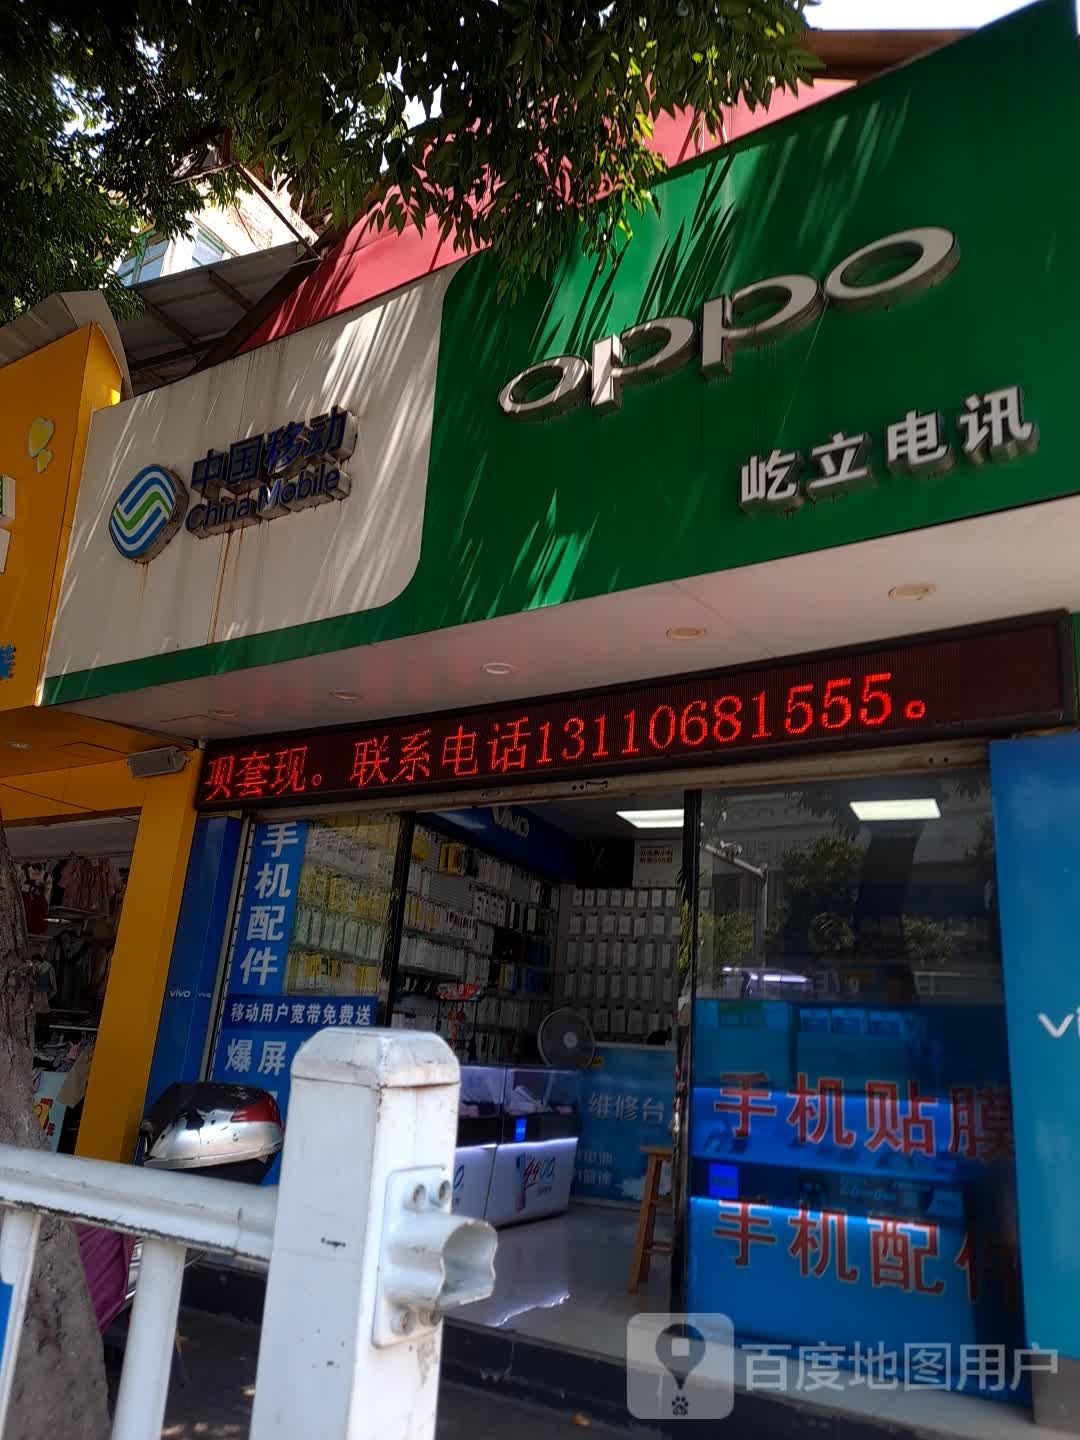 中国移动
China Mobile
oppo
屹立电讯
套现。联系电话13110681555。
手机配件
vivo
vivo
vivo
移动用户宽带免费送
爆屏
维修台
手机贴膜
手机配件
百度地图用户